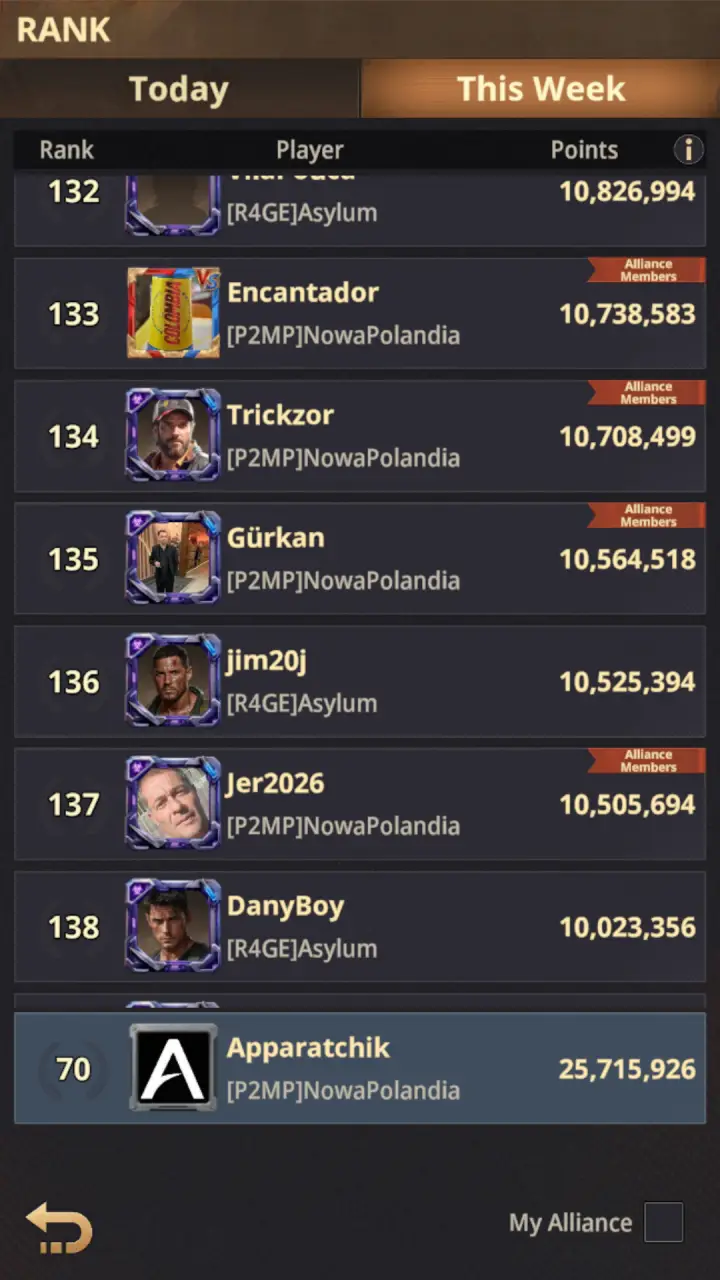 RANK
Today
This Week
Rank
Player
Points
132
[R4GE]Asylum
10,826,994
Alliance
Members
133
Encantador
[P2MP]NowaPolandia
10,738,583
COLOMBIA
Alliance
Members
134
Trickzor
[P2MP]NowaPolandia
10,708,499
Alliance
Members
135
Gürkan
[P2MP]NowaPolandia
10,564,518
136
jim20j
[R4GE]Asylum
10,525,394
Alliance
Members
137
Jer2026
[P2MP]NowaPolandia
10,505,694
138
DanyBoy
[R4GE]Asylum
10,023,356
70
Apparatchik
[P2MP]NowaPolandia
25,715,926
My Alliance